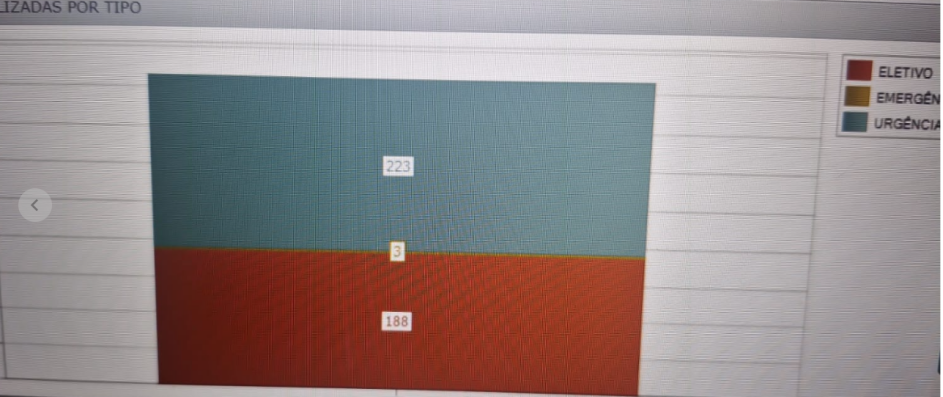 LIZADAS POR TIPO
ELETIVO
EMERGÊN
URGÊNCIA
223
3
188